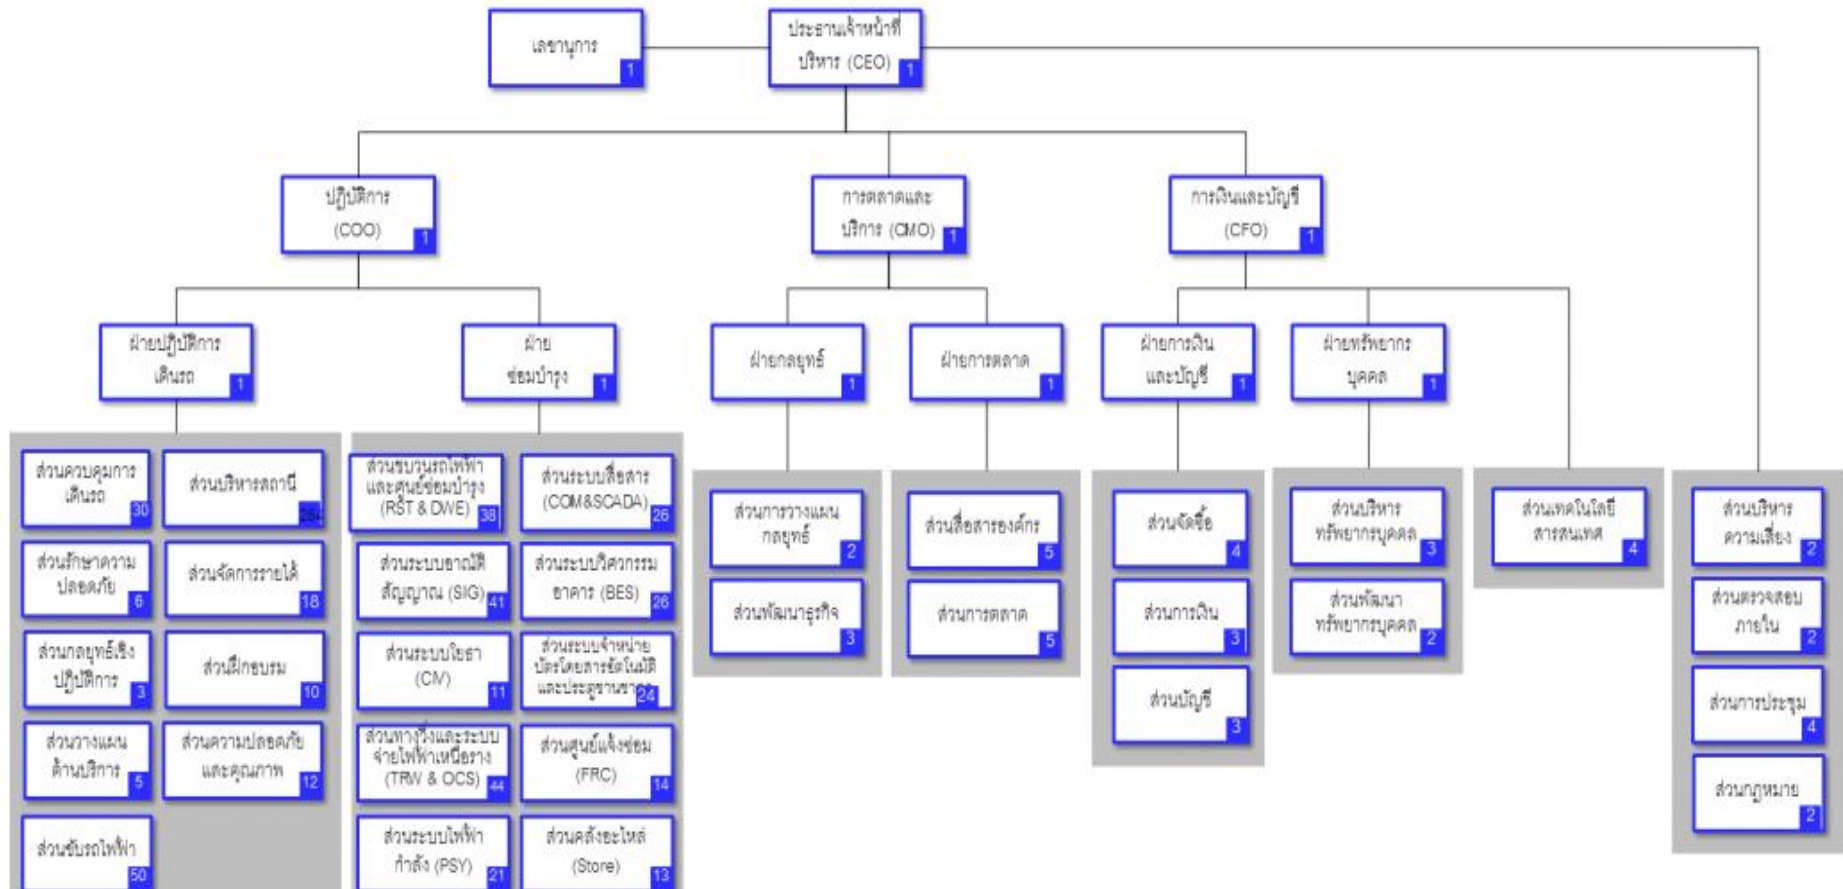 เลขานุการ
1
ประธานเจ้าหน้าที่
บริหาร (CEO)
1
ปฏิบัติการ
(COO)
1
การตลาดและ
บริการ (CMO)
1
การเงินและบัญชี
(CFO)
1
ฝ่ายปฏิบัติการ
เดินรถ
1
ฝ่าย
ซ่อมบำรุง
1
ฝ่ายกลยุทธ์
1
ฝ่ายการตลาด
1
ฝ่ายการเงิน
และบัญชี
1
ฝ่ายทรัพยากร
บุคคล
1
ส่วนควบคุมการ
เดินรถ
30
ส่วนบริหารสถานี
ส่วนรักษาความ
ปลอดภัย
6
ส่วนจัดการรายได้
18
ส่วนกลยุทธ์เชิง
ปฏิบัติการ
3
ส่วนฝึกอบรม
10
ส่วนวางแผน
ด้านบริการ
5
ส่วนความปลอดภัย
และคุณภาพ
12
ส่วนขับรถไฟฟ้า
50
ส่วนขบวนรถไฟฟ้า
และศูนย์ซ่อมบำรุง
(RST & DWE)
38
ส่วนระบบสื่อสาร
(COM&SCADA)
26
ส่วนระบบอาณัติ
สัญญาณ (SIG)
41
ส่วนระบบวิศวกรรม
อาคาร (BES)
26
ส่วนระบบโยธา
(CIV)
11
ส่วนระบบจำหน่าย
บัตรโดยสารอัตโนมัติ
24
ส่วนทางวิ่งและระบบ
จ่ายไฟฟ้าเหนือราง
(TRW & OCS)
44
ส่วนศูนย์แจ้งซ่อม
(FRC)
14
ส่วนระบบไฟฟ้า
กำลัง (PSY)
21
ส่วนคลังอะไหล่
(Store)
13
ส่วนการวางแผน
กลยุทธ์
2
ส่วนพัฒนาธุรกิจ
3
ส่วนสื่อสารองค์กร
5
ส่วนการตลาด
5
ส่วนจัดซื้อ
4
ส่วนการเงิน
3
ส่วนบัญชี
3
ส่วนบริหาร
ทรัพยากรบุคคล
3
ส่วนพัฒนา
ทรัพยากรบุคคล
2
ส่วนเทคโนโลยี
สารสนเทศ
4
ส่วนบริหาร
ความเสี่ยง
2
ส่วนตรวจสอบ
ภายใน
2
ส่วนการประชุม
4
ส่วนกฎหมาย
2